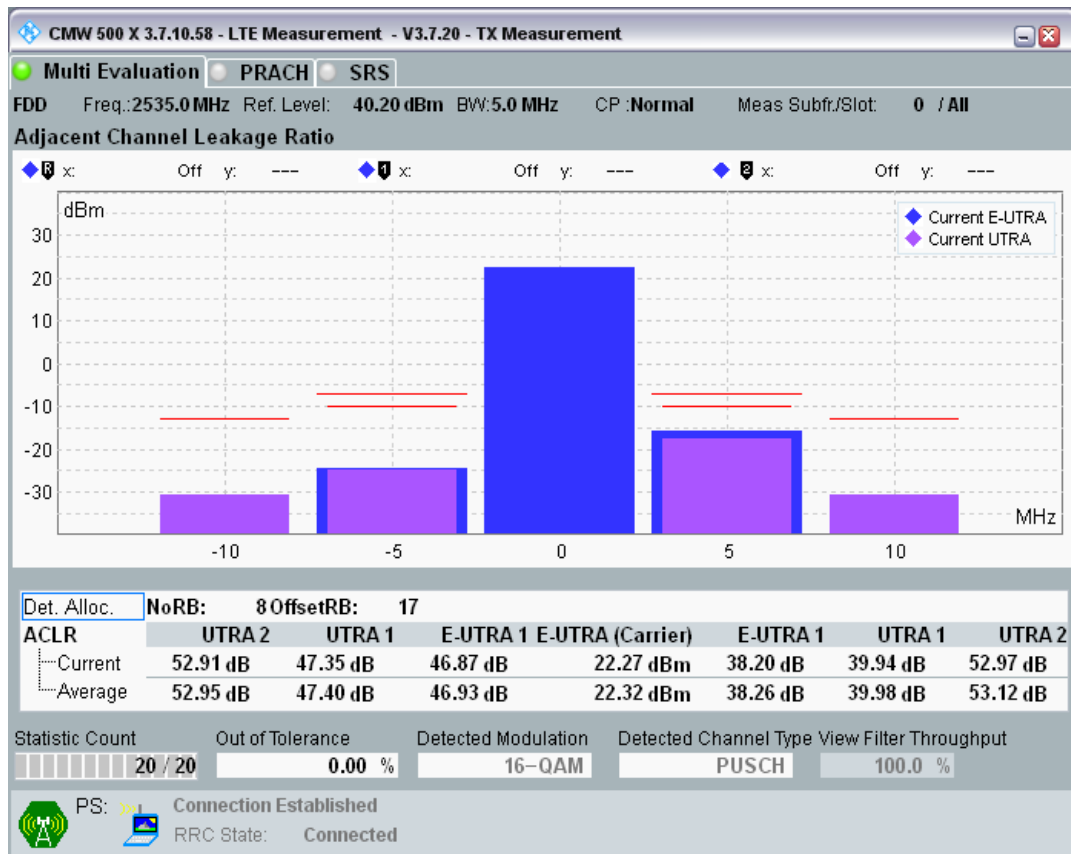 CMW 500 X 3.7.10.58 - LTE Measurement - V3.7.20 - TX Measurement
Multi Evaluation PRACH SRS
FDD Freq.:2535.0 MHz Ref. Level: 40.20 dBm BW:5.0 MHz CP :Normal Meas Subfr./Slot: 0 / All
Adjacent Channel Leakage Ratio
R x: Off y: --- 1 x: Off y: --- 2 x: Off y: ---
dBm
Current E-UTRA
Current UTRA
30
20
10
0
-10
-20
-30
MHz
-10 -5 0 5 10
Det. Alloc. NoRB: 8 OffsetRB: 17
ACLR UTRA 2 UTRA 1 E-UTRA 1 E-UTRA (Carrier) E-UTRA 1 UTRA 1 UTRA 2
Current 52.91 dB 47.35 dB 46.87 dB 22.27 dBm 38.20 dB 39.94 dB 52.97 dB
Average 52.95 dB 47.40 dB 46.93 dB 22.32 dBm 38.26 dB 39.98 dB 53.12 dB
Statistic Count Out of Tolerance Detected Modulation Detected Channel Type View Filter Throughput
20 / 20 0.00 % 16-QAM PUSCH 100.0 %
PS: Connection Established
RRC State: Connected